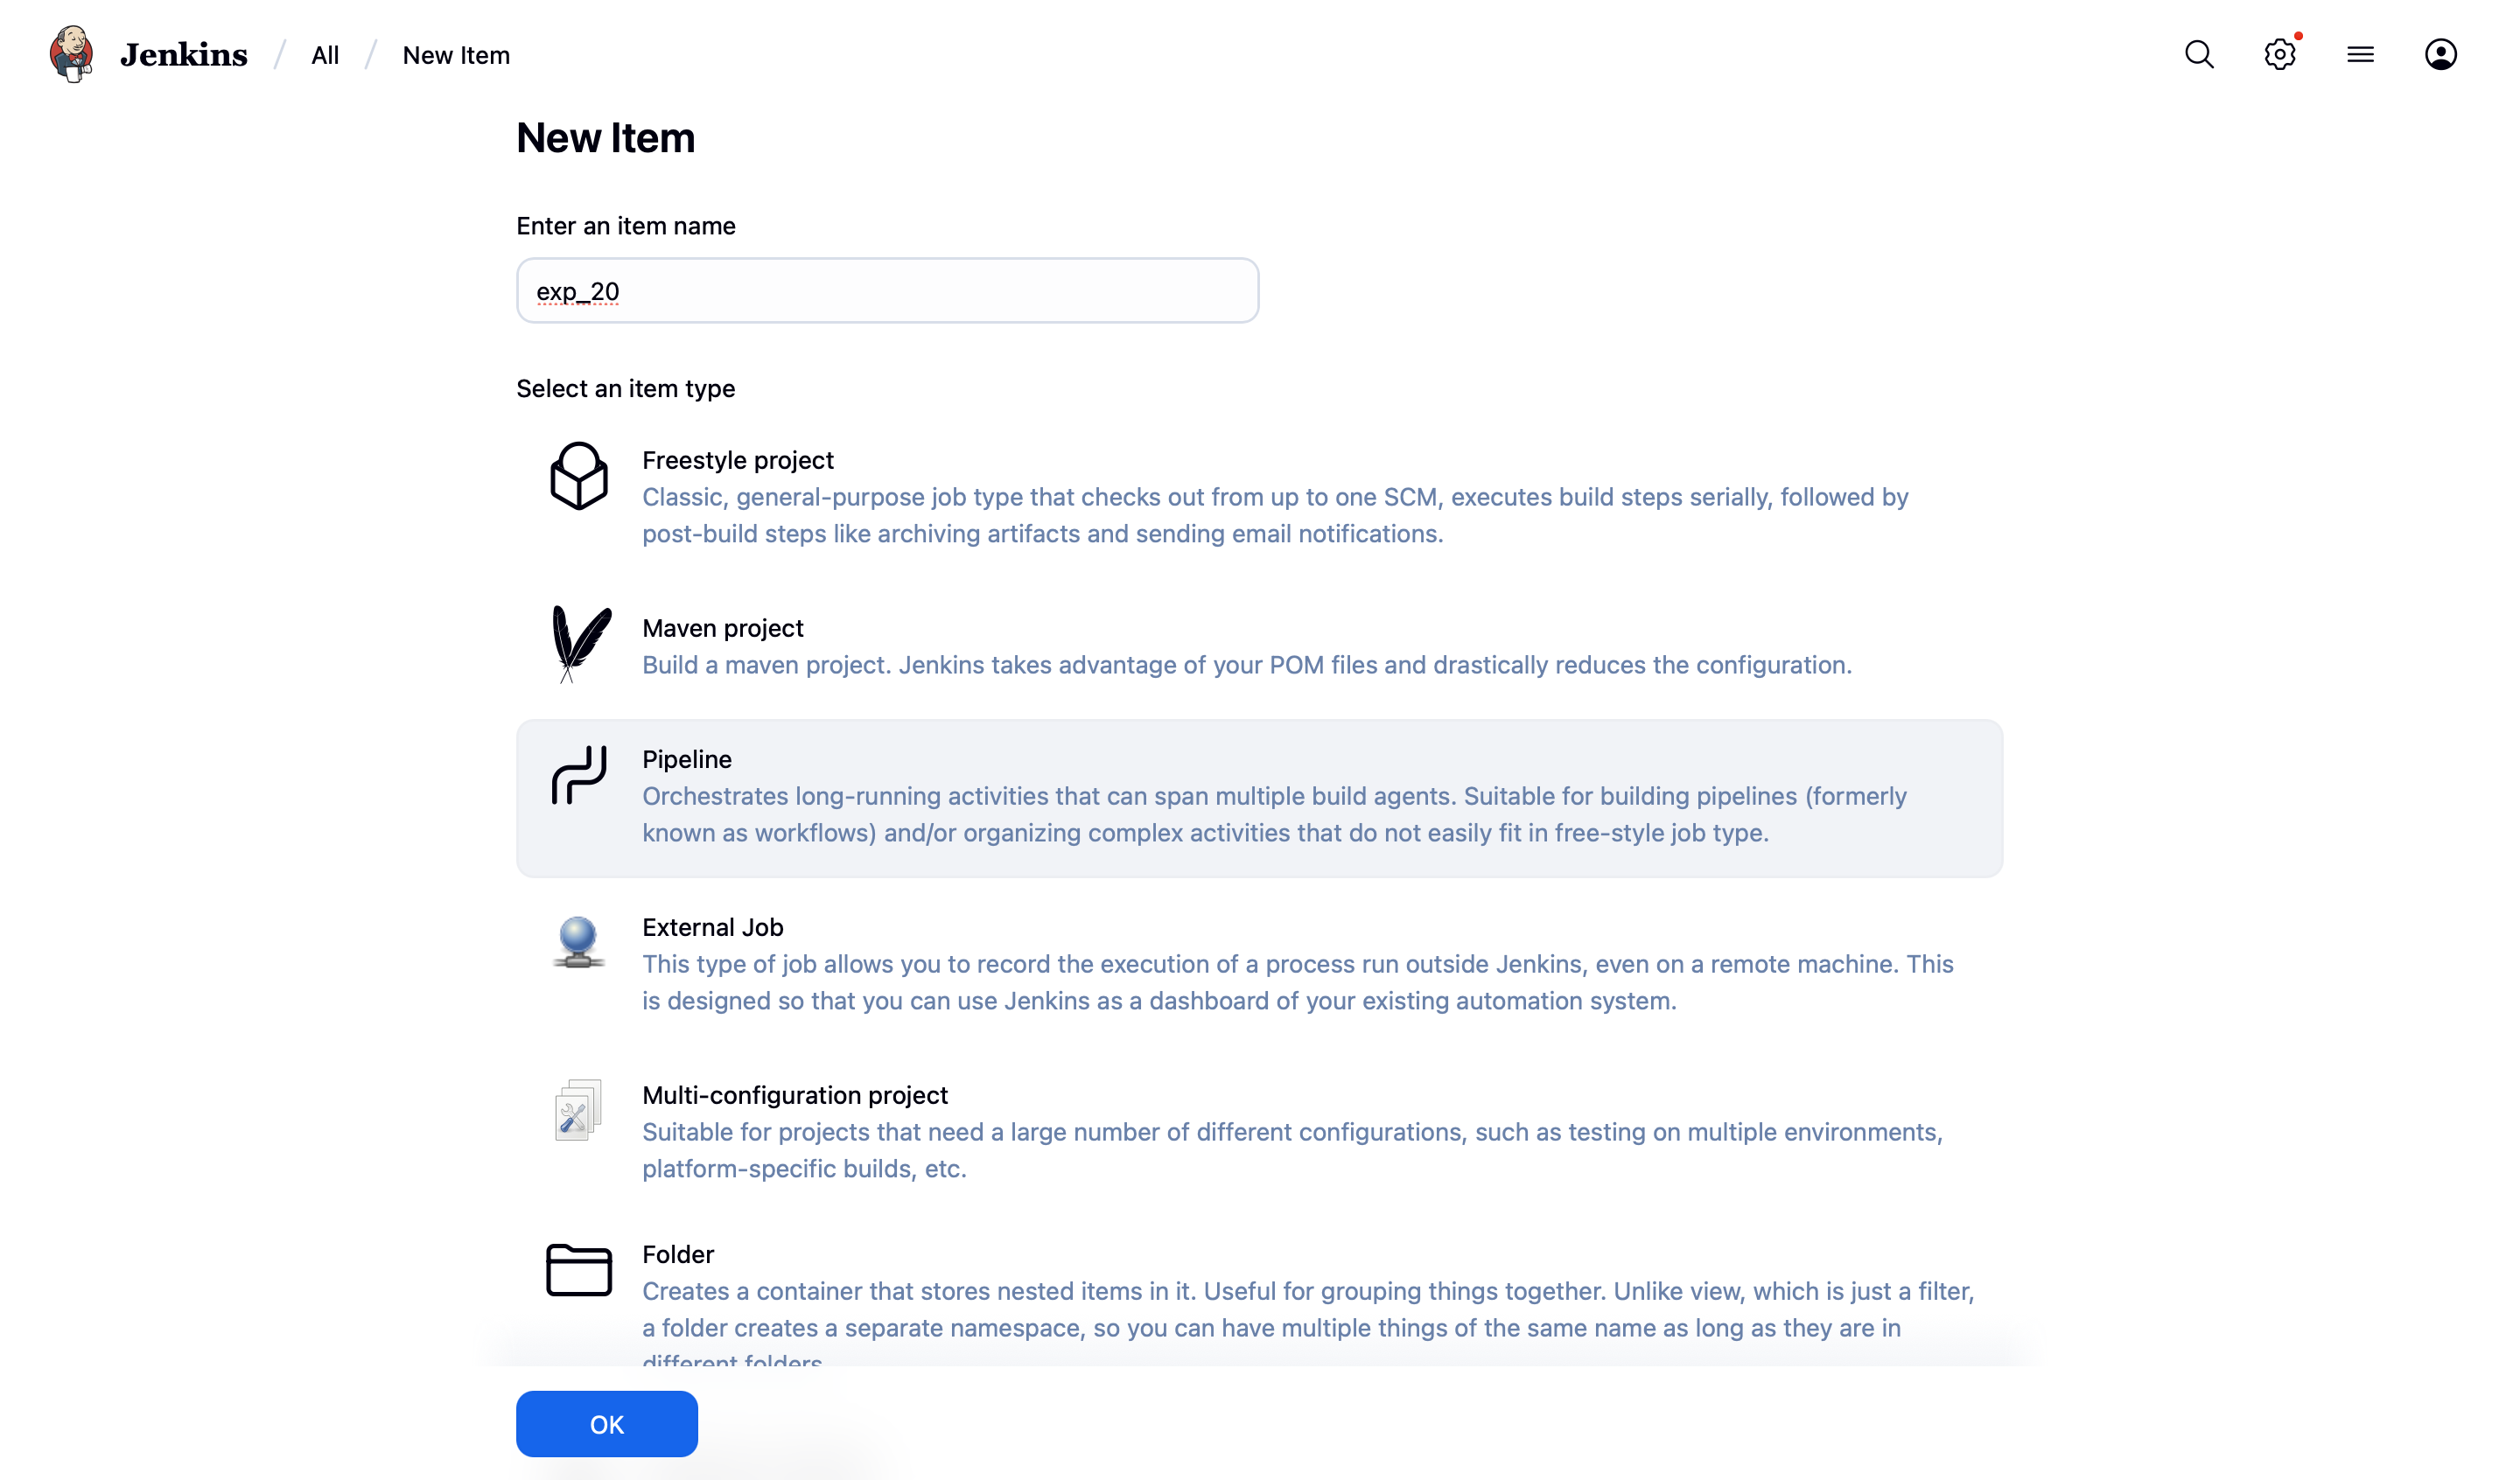 Jenkins / All / New Item
New Item
Enter an item name
exp_20
Select an item type
Freestyle project
Classic, general-purpose job type that checks out from up to one SCM, executes build steps serially, followed by
post-build steps like archiving artifacts and sending email notifications.
Maven project
Build a maven project. Jenkins takes advantage of your POM files and drastically reduces the configuration.
Pipeline
Orchestrates long-running activities that can span multiple build agents. Suitable for building pipelines (formerly
known as workflows) and/or organizing complex activities that do not easily fit in free-style job type.
External Job
This type of job allows you to record the execution of a process run outside Jenkins, even on a remote machine. This
is designed so that you can use Jenkins as a dashboard of your existing automation system.
Multi-configuration project
Suitable for projects that need a large number of different configurations, such as testing on multiple environments,
platform-specific builds, etc.
Folder
Creates a container that stores nested items in it. Useful for grouping things together. Unlike view, which is just a filter,
a folder creates a separate namespace, so you can have multiple things of the same name as long as they are in
different folders.
OK